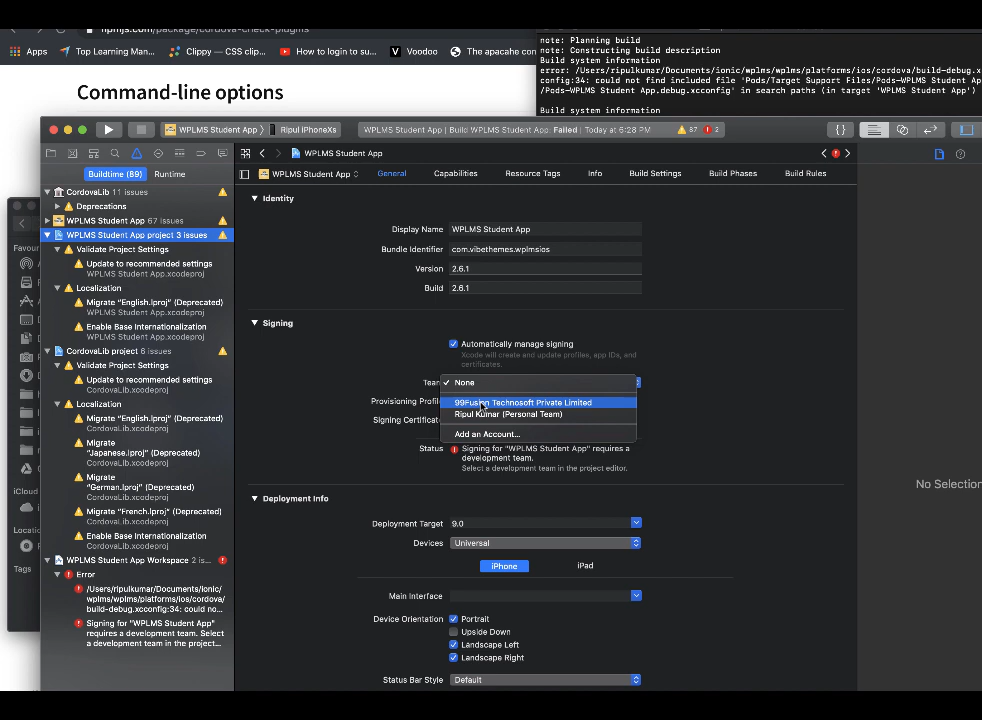 npmjs.com/package/cordova-check-plugins
Apps
Top Learning Man...
Clippy — CSS clip...
How to login to su...
Voodoo
The apacahe con
Command-line options
note: Planning build
note: Constructing build description
Build system information
error: /Users/ripulkumar/Documents/ionic/wplms/wplms/platforms/ios/cordova/build-debug.x
config:34: could not find included file 'Pods/Target Support Files/Pods-WPLMS Student Ap
/Pods-WPLMS Student App.debug.xcconfig' in search paths (in target 'WPLMS Student App')
Build system information
WPLMS Student App
Ripul iPhoneXs
WPLMS Student App | Build WPLMS Student App: Failed | Today at 6:28 PM
87
2
WPLMS Student App
Buildtime (89)
Runtime
WPLMS Student App
General
Capabilities
Resource Tags
Info
Build Settings
Build Phases
Build Rules
CordovaLib 11 issues
Deprecations
WPLMS Student App 67 issues
WPLMS Student App project 3 issues
Validate Project Settings
Update to recommended settings
WPLMS Student App.xcodeproj
Localization
Migrate “English.lproj” (Deprecated)
WPLMS Student App.xcodeproj
Enable Base Internationalization
WPLMS Student App.xcodeproj
CordovaLib project 6 issues
Validate Project Settings
Update to recommended settings
CordovaLib.xcodeproj
Localization
Migrate “English.lproj” (Deprecated)
CordovaLib.xcodeproj
Migrate
“Japanese.lproj” (Deprecated)
CordovaLib.xcodeproj
Migrate
“German.lproj” (Deprecated)
CordovaLib.xcodeproj
Migrate “French.lproj” (Deprecated)
CordovaLib.xcodeproj
Enable Base Internationalization
CordovaLib.xcodeproj
WPLMS Student App Workspace 2 is...
Error
/Users/ripulkumar/Documents/ionic/
wplms/wplms/platforms/ios/cordova/
build-debug.xcconfig:34: could no...
Signing for "WPLMS Student App"
requires a development team. Select
a development team in the project...
Favour
iCloud
Locatio
Tags
Identity
Display Name
WPLMS Student App
Bundle Identifier
com.vibethemes.wplmsios
Version
2.6.1
Build
2.6.1
Signing
Automatically manage signing
Xcode will create and update profiles, app IDs, and
certificates.
Team
None
99Fusion Technosoft Private Limited
Ripul Kumar (Personal Team)
Add an Account...
Provisioning Profile
Signing Certificate
Status
Signing for "WPLMS Student App" requires a
development team.
Select a development team in the project editor.
Deployment Info
Deployment Target
9.0
Devices
Universal
iPhone
iPad
Main Interface
Device Orientation
Portrait
Upside Down
Landscape Left
Landscape Right
Status Bar Style
Default
No Selection